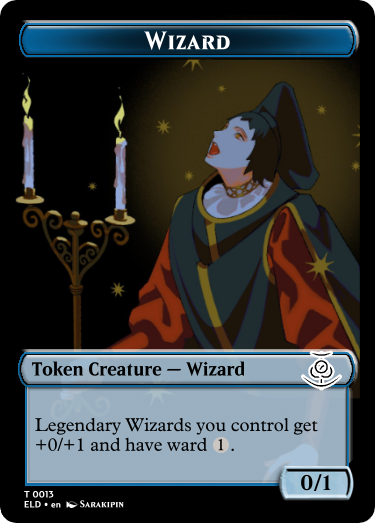 Wizard
Token Creature — Wizard
Legendary Wizards you control get
+0/+1 and have ward 1.
0/1
T 0013
ELD • en Sarakipin